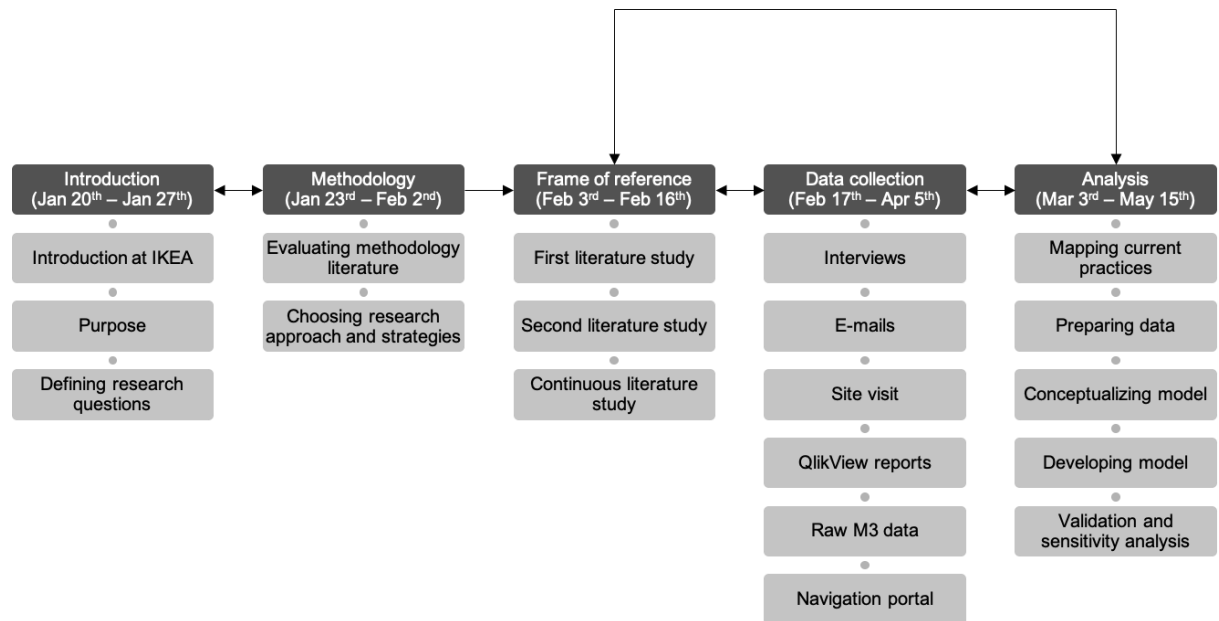 Introduction
(Jan 20th – Jan 27th)
Introduction at IKEA
Purpose
Defining research
questions
Methodology
(Jan 23rd – Feb 2nd)
Evaluating methodology
literature
Choosing research
approach and strategies
Frame of reference
(Feb 3rd – Feb 16th)
First literature study
Second literature study
Continuous literature
study
Data collection
(Feb 17th – Apr 5th)
Interviews
E-mails
Site visit
QlikView reports
Raw M3 data
Navigation portal
Analysis
(Mar 3rd – May 15th)
Mapping current
practices
Preparing data
Conceptualizing model
Developing model
Validation and
sensitivity analysis